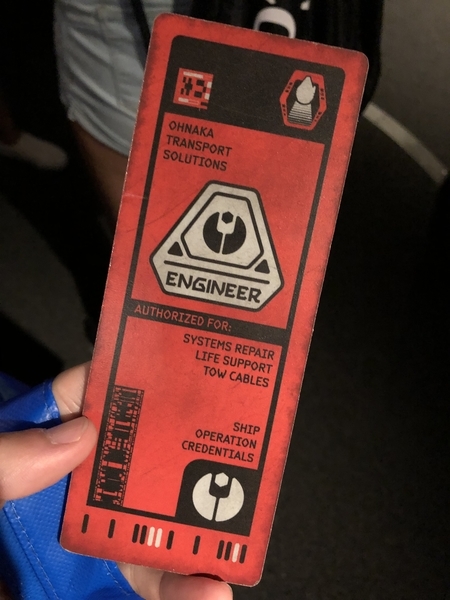 OHNAKA
TRANSPORT
SOLUTIONS
ENGINEER
AUTHORIZED FOR:
SYSTEMS REPAIR
LIFE SUPPORT
TOW CABLES
SHIP
OPERATION
CREDENTIALS